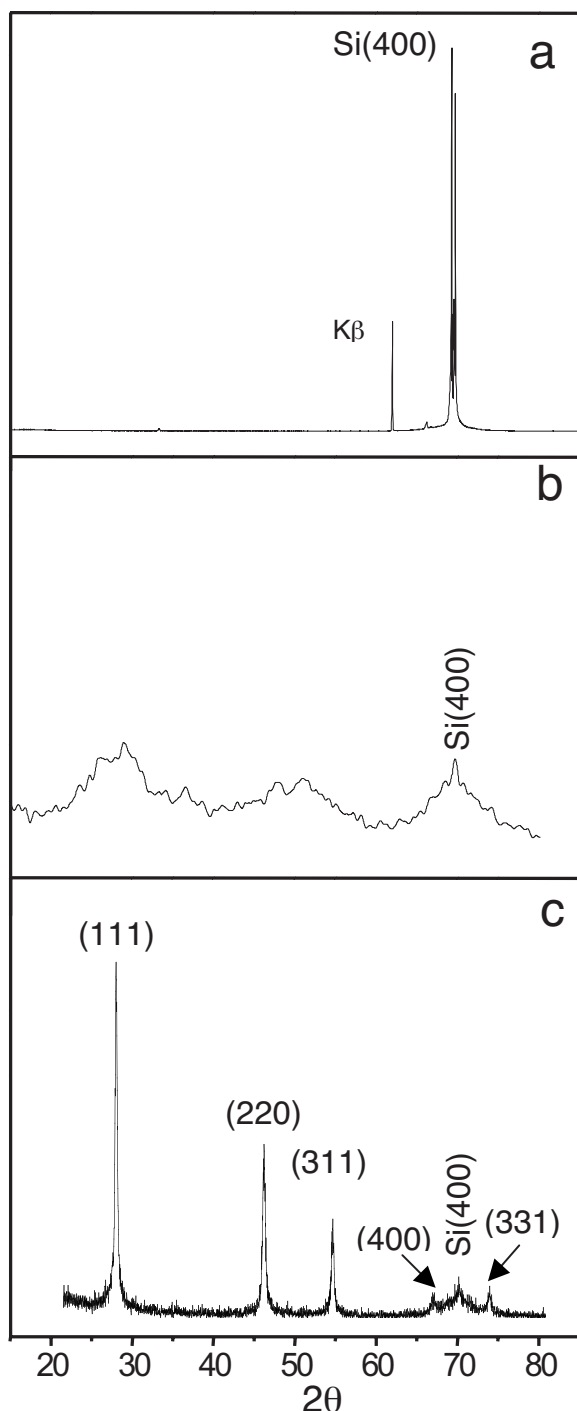 Si(400)
a
Kβ
b
Si(400)
c
(111)
(220)
(311)
(400)
Si(400)
(331)
20 30 40 50 60 70 80
2θ